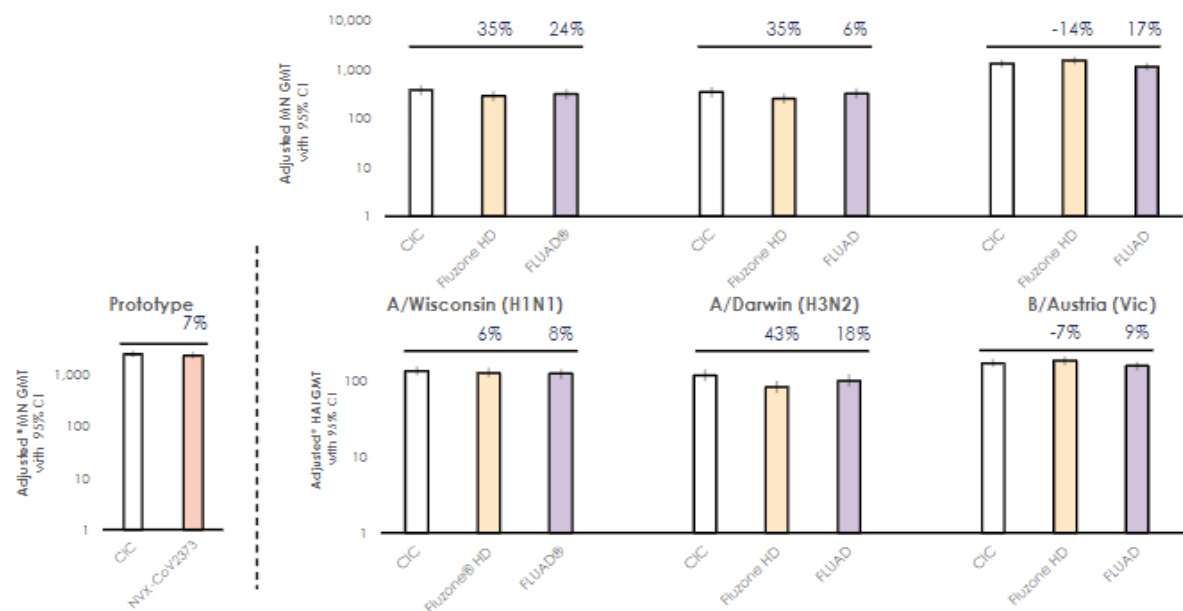 10,000
1,000
100
10
1
Adjusted MN GMT
with 95% CI
35% 24%
35% 6%
-14% 17%
CIC Fluzone HD FLUAD®
CIC Fluzone HD FLUAD
CIC Fluzone HD FLUAD
Prototype
7%
1,000
100
10
1
Adjusted*MN GMT
with 95% CI
CIC NVX-CoV2373
A/Wisconsin (H1N1) A/Darwin (H3N2) B/Austria (Vic)
6% 8%
43% 18%
-7% 9%
100
10
1
Adjusted* HAI GMT
with 95% CI
CIC Fluzone® HD FLUAD®
CIC Fluzone HD FLUAD
CIC Fluzone HD FLUAD